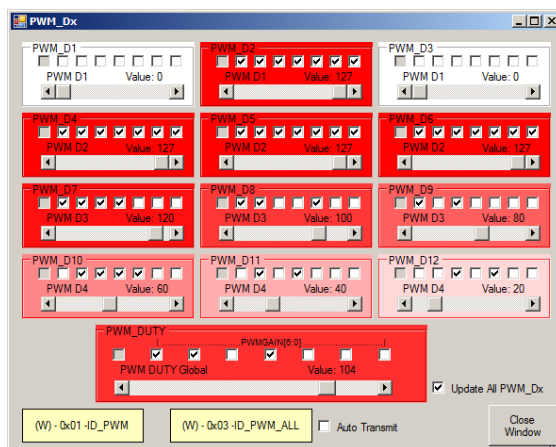 PWM_Dx
PWM_D1 PWM_D2 PWM_D3
PWM D1 Value: 0 PWM D1 Value: 127 PWM D1 Value: 0
PWM_D4 PWM_D5 PWM_D6
PWM D2 Value: 127 PWM D2 Value: 127 PWM D2 Value: 127
PWM_D7 PWM_D8 PWM_D9
PWM D3 Value: 120 PWM D3 Value: 100 PWM D3 Value: 80
PWM_D10 PWM_D11 PWM_D12
PWM D4 Value: 60 PWM D4 Value: 40 PWM D4 Value: 20
PWM_DUTY
|.......................PWMGAIN[6:0]..........................|
PWM DUTY Global Value: 104
Update All PWM_Dx
(W) - 0x01 -ID_PWM (W) - 0x03 -ID_PWM_ALL Auto Transmit Close
Window